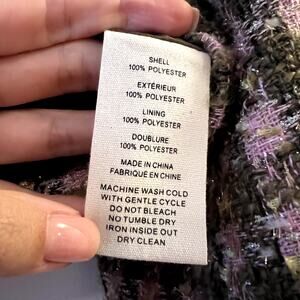 SHELL
100% POLYESTER
EXTÉRIEUR
100% POLYESTER
LINING
100% POLYESTER
DOUBLURE
100% POLYESTER
MADE IN CHINA
FABRIQUÉ EN CHINE
MACHINE WASH COLD
WITH GENTLE CYCLE
DO NOT BLEACH
NO TUMBLE DRY
IRON INSIDE OUT
DRY CLEAN